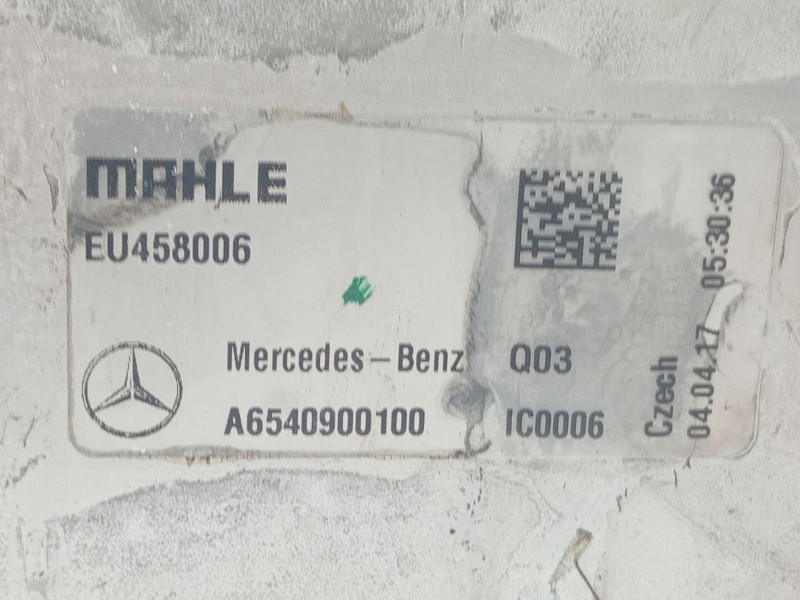 MAHLE
EU458006
Mercedes-Benz Q03
A6540900100 IC0006
Czech
04.04.17 05:30:36